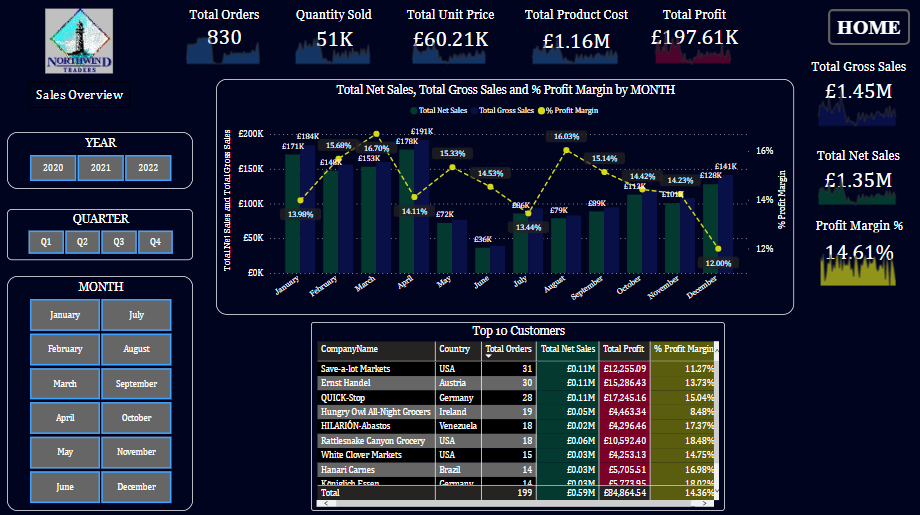 NORTHWIND
TRADERS
Sales Overview
Total Orders
830
Quantity Sold
51K
Total Unit Price
£60.21K
Total Product Cost
£1.16M
Total Profit
£197.61K
HOME
Total Gross Sales
£1.45M
Total Net Sales
£1.35M
Profit Margin %
14.61%
YEAR
2020 2021 2022
QUARTER
Q1 Q2 Q3 Q4
MONTH
January July
February August
March September
April October
May November
June December
Total Net Sales, Total Gross Sales and % Profit Margin by MONTH
Total Net Sales Total Gross Sales % Profit Margin
Total Net Sales and Total Gross Sales
£200K
£150K
£100K
£50K
£0K
£171K £184K £148K £153K £178K £191K £72K £36K £86K £79K £89K £113K £101K £128K £141K
13.98% 15.68% 16.70% 14.11% 15.33% 14.53% 13.44% 16.03% 15.14% 14.42% 14.23% 12.00%
16%
14%
12%
% Profit Margin
January February March April May June July August September October November December
Top 10 Customers
CompanyName Country Total Orders Total Net Sales Total Profit % Profit Margin
Save-a-lot Markets USA 31 £0.11M £12,255.09 11.27%
Ernst Handel Austria 30 £0.11M £15,286.43 13.73%
QUICK-Stop Germany 28 £0.11M £17,245.16 15.04%
Hungry Owl All-Night Grocers Ireland 19 £0.05M £4,463.34 8.48%
HILARIÓN-Abastos Venezuela 18 £0.02M £4,296.46 17.37%
Rattlesnake Canyon Grocery USA 18 £0.06M £10,592.40 18.48%
White Clover Markets USA 15 £0.03M £4,253.13 14.75%
Hanari Carnes Brazil 14 £0.03M £5,705.51 16.98%
Königlich Essen Germany 14 £0.03M £5,773.95 18.02%
Total 199 £0.59M £84,864.54 14.36%